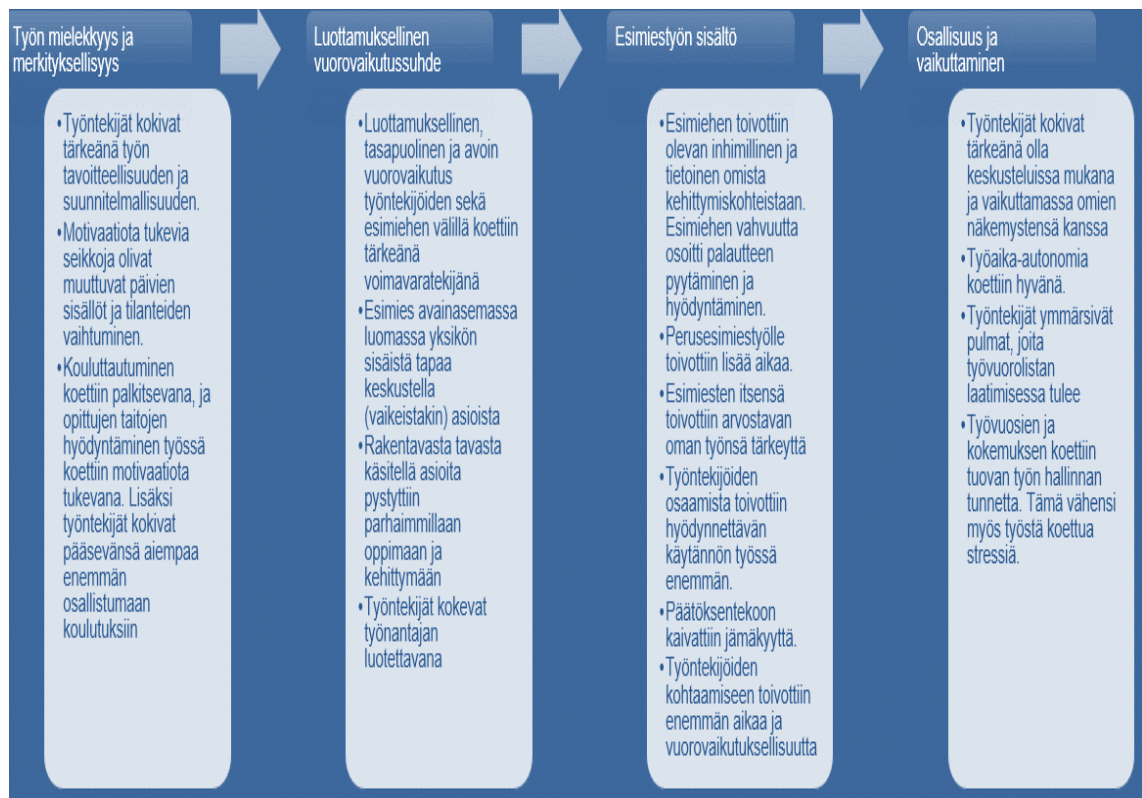 Työn mielekkyys ja
merkityksellisyys
•Työntekijät kokivat
tärkeänä työn
tavoitteellisuuden ja
suunnitelmallisuuden.
•Motivaatiota tukevia
seikkoja olivat
muuttuvat päivien
sisällöt ja tilanteiden
vaihtuminen.
•Kouluttautuminen
koettiin palkitsevana, ja
opittujen taitojen
hyödyntäminen työssä
koettiin motivaatiota
tukevana. Lisäksi
työntekijät kokivat
pääsevänsä aiempaa
enemmän
osallistumaan
koulutuksiin
Luottamuksellinen
vuorovaikutussuhde
•Luottamuksellinen,
tasapuolinen ja avoin
vuorovaikutus
työntekijöiden sekä
esimiehen välillä koettiin
tärkeänä
voimavaratekijänä
•Esimies avainasemassa
luomassa yksikön
sisäistä tapaa
keskustella
(vaikeistakin) asioista
•Rakentavasta tavasta
käsitellä asioita
pystyttiin
parhaimmillaan
oppimaan ja
kehittymään
•Työntekijät kokevat
työnantajan
luotettavana
Esimiestyön sisältö
•Esimiehen toivottiin
olevan inhimillinen ja
tietoinen omista
kehittymiskohteistaan.
Esimiehen vahvuutta
osoitti palautteen
pyytäminen ja
hyödyntäminen.
•Perusesimiestyölle
toivottiin lisää aikaa.
•Esimiesten itsensä
toivottiin arvostavan
oman työnsä tärkeyttä
•Työntekijöiden
osaamista toivottiin
hyödynnettävän
käytännön työssä
enemmän.
•Päätöksentekoon
kaivattiin jämäkyyttä.
•Työntekijöiden
kohtaamiseen toivottiin
enemmän aikaa ja
vuorovaikutuksellisuutta
Osallisuus ja
vaikuttaminen
•Työntekijät kokivat
tärkeänä olla
keskusteluissa mukana
ja vaikuttamassa omien
näkemystensä kanssa
•Työaika-autonomia
koettiin hyvänä.
•Työntekijät ymmärsivät
pulmat, joita
työvuorolistan
laatimisessa tulee
•Työvuosien ja
kokemuksen koettiin
tuovan työn hallinnan
tunnetta. Tämä vähensi
myös työstä koettua
stressiä.